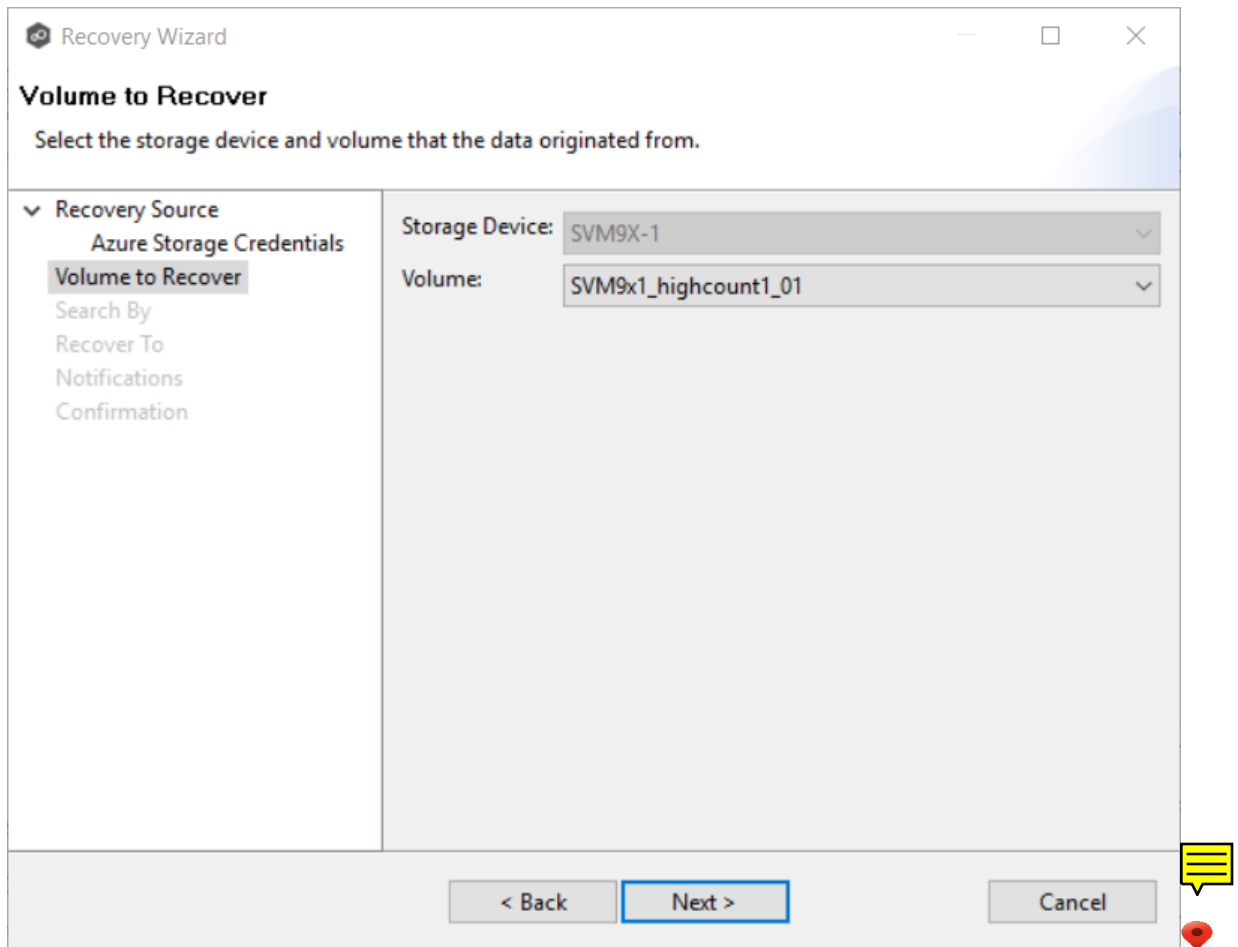 Recovery Wizard
Volume to Recover
Select the storage device and volume that the data originated from.
Recovery Source
Azure Storage Credentials
Volume to Recover
Search By
Recover To
Notifications
Confirmation
Storage Device: SVM9X-1
Volume: SVM9x1_highcount1_01
< Back Next > Cancel